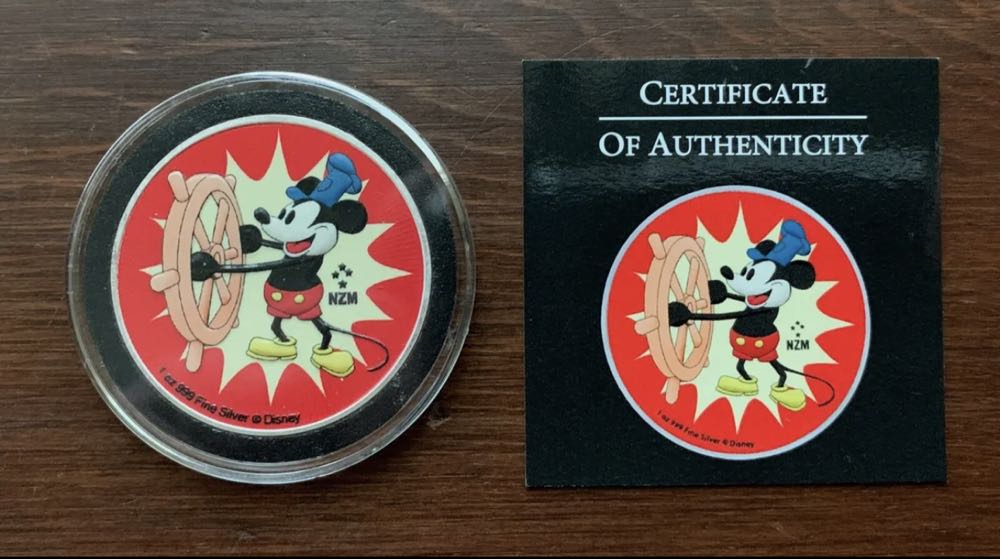 NZM
1 oz 999 Fine Silver © Disney
CERTIFICATE
OF AUTHENTICITY
NZM
1 oz 999 Fine Silver © Disney